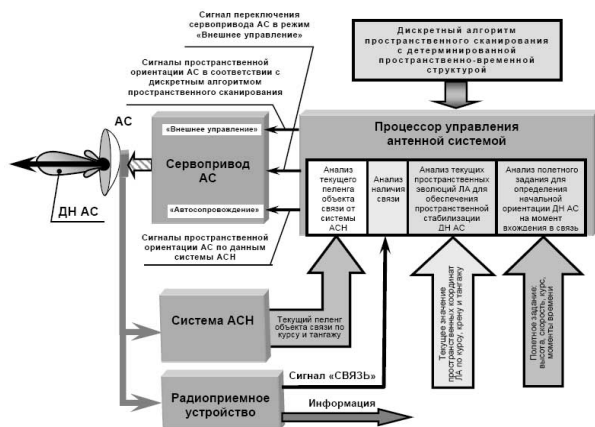 Сигнал переключения
сервопривода АС в режим
«Внешнее управление»
Дискретный алгоритм
пространственного сканирования
с детерминированной
пространственно-временной
структурой
Сигналы пространственной
ориентации АС в соответствии с
дискретным алгоритмом
пространственного сканирования
АС
ДН АС
«Внешнее управление»
Сервопривод
АС
«Автосопровождение»
Процессор управления
антенной системой
Анализ
текущего
пеленга
объекта
связи от
системы
АСН
Анализ
наличия
связи
Анализ текущих
пространственных
эволюций ЛА для
обеспечения
пространственной
стабилизации
ДН АС
Анализ полетного
задания для
определения
начальной
ориентации ДН АС
на момент
вхождения в связь
Сигналы пространственной
ориентации АС по данным
системы АСН
Система АСН
Текущий пеленг
объекта связи по
курсу и тангажу
Текущее значение
пространственных координат
ЛА по курсу, крену и тангажу
Полетное задание:
высота, скорость, курс,
моменты времени
Сигнал «СВЯЗЬ»
Радиоприемное
устройство
Информация